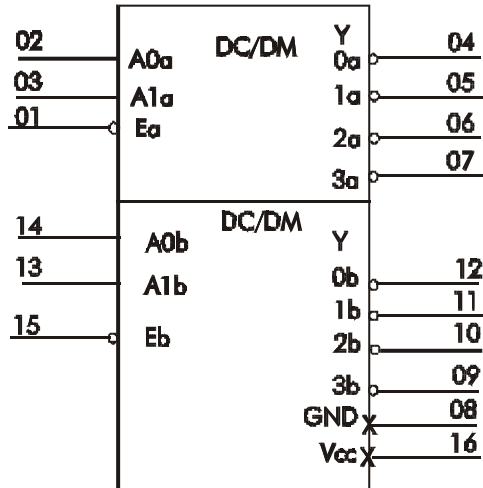 02 A0a DC/DM Y 0a 04
03 A1a 1a 05
01 Ea 2a 06
3a 07
14 A0b DC/DM Y
13 A1b 0b 12
1b 11
15 Eb 2b 10
3b 09
GND 08
Vcc 16